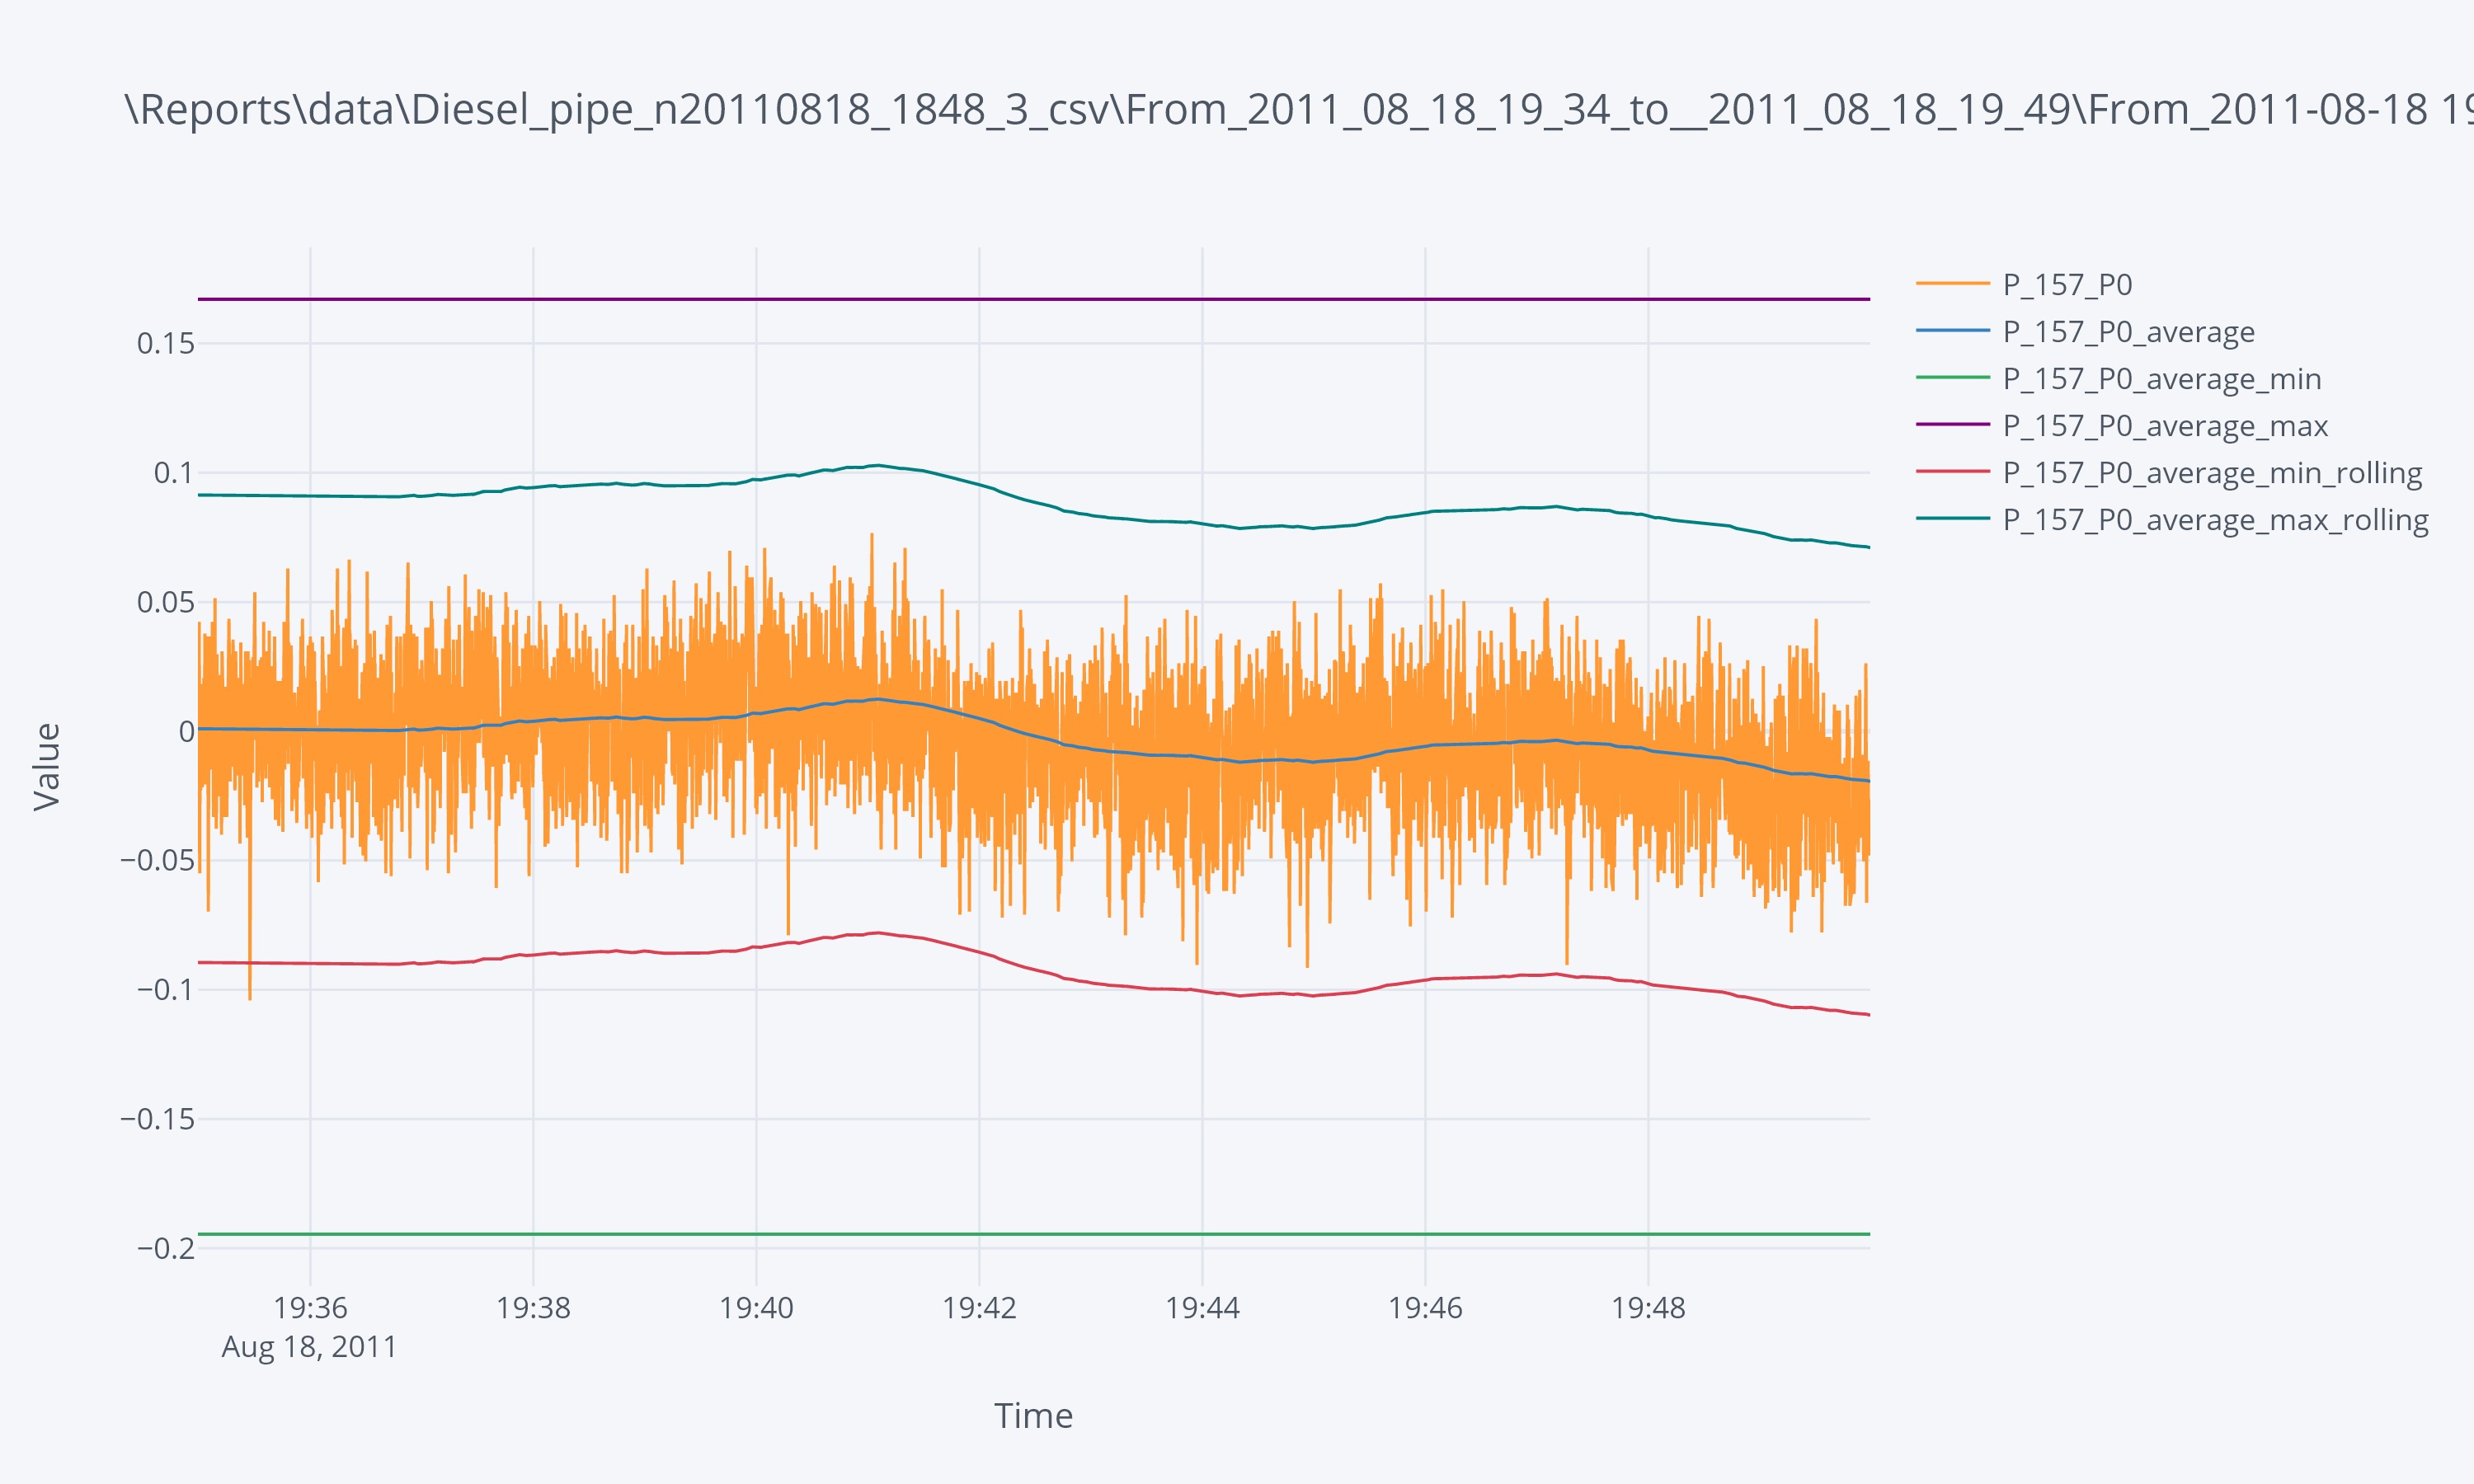 \Reports\data\Diesel_pipe_n20110818_1848_3_csv\From_2011_08_18_19_34_to__2011_08_18_19_49\From_2011-08-18 19
P_157_P0
P_157_P0_average
P_157_P0_average_min
P_157_P0_average_max
P_157_P0_average_min_rolling
P_157_P0_average_max_rolling
Value
0.15
0.1
0.05
0
−0.05
−0.1
−0.15
−0.2
19:36 19:38 19:40 19:42 19:44 19:46 19:48
Aug 18, 2011
Time